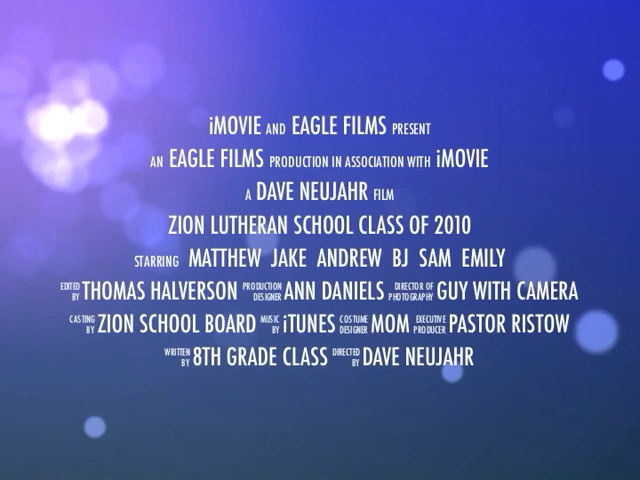 iMOVIE AND EAGLE FILMS PRESENT
AN EAGLE FILMS PRODUCTION IN ASSOCIATION WITH iMOVIE
A DAVE NEUJAHR FILM
ZION LUTHERAN SCHOOL CLASS OF 2010
STARRING MATTHEW JAKE ANDREW BJ SAM EMILY
EDITED BY THOMAS HALVERSON PRODUCTION DESIGNER ANN DANIELS DIRECTOR OF PHOTOGRAPHY GUY WITH CAMERA
CASTING BY ZION SCHOOL BOARD MUSIC BY iTUNES COSTUME DESIGNER MOM EXECUTIVE PRODUCER PASTOR RISTOW
WRITTEN BY 8TH GRADE CLASS DIRECTED BY DAVE NEUJAHR